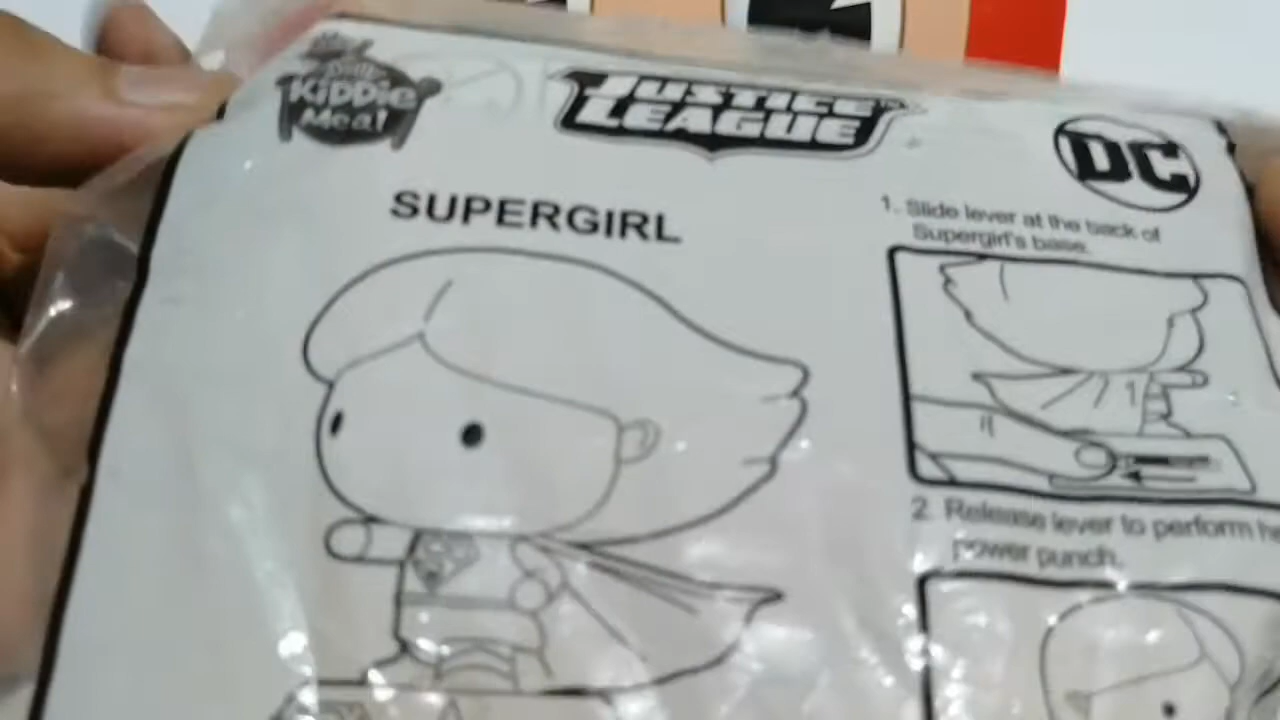 Kiddie
Meal
JUSTICE
LEAGUE
DC
SUPERGIRL
1. Slide lever at the back of
Supergirl's base.
2. Release lever to perform
power punch.